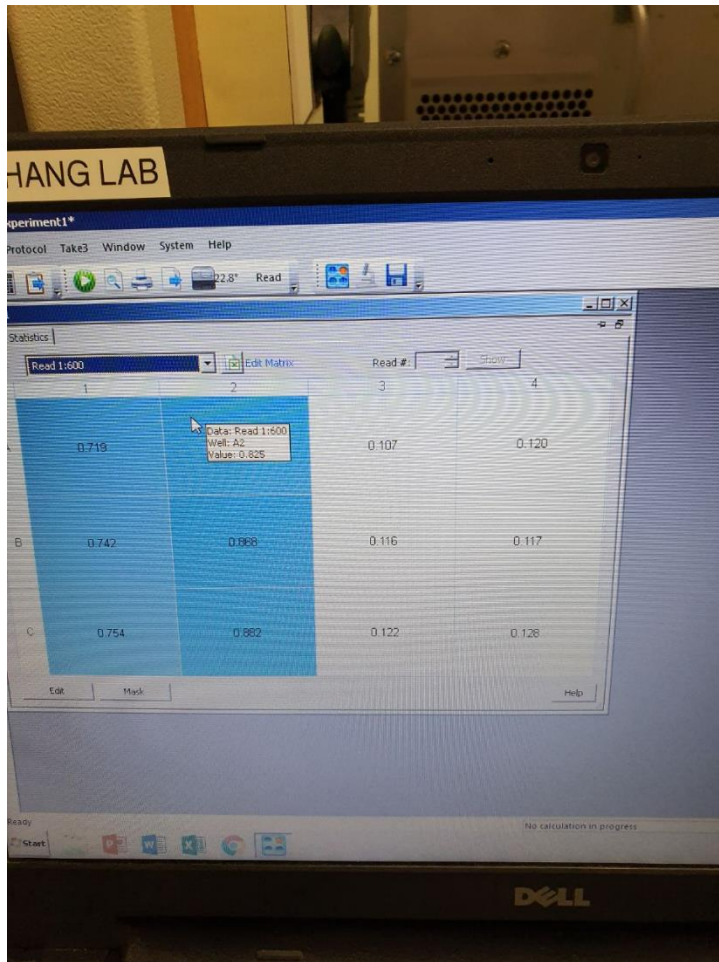 HANG LAB
xperiment1*
Protocol Take3 Window System Help
22.8° Read
Statistics
Read 1:600 Edit Matrix Read #: Show
1 2 3 4
0.719 0.107 0.120
Data: Read 1:600
Well: A2
Value: 0.825
B 0.742 0.868 0.116 0.117
C 0.754 0.882 0.122 0.128
Edit Mask Help
Ready No calculation in progress
Start P W X
DELL